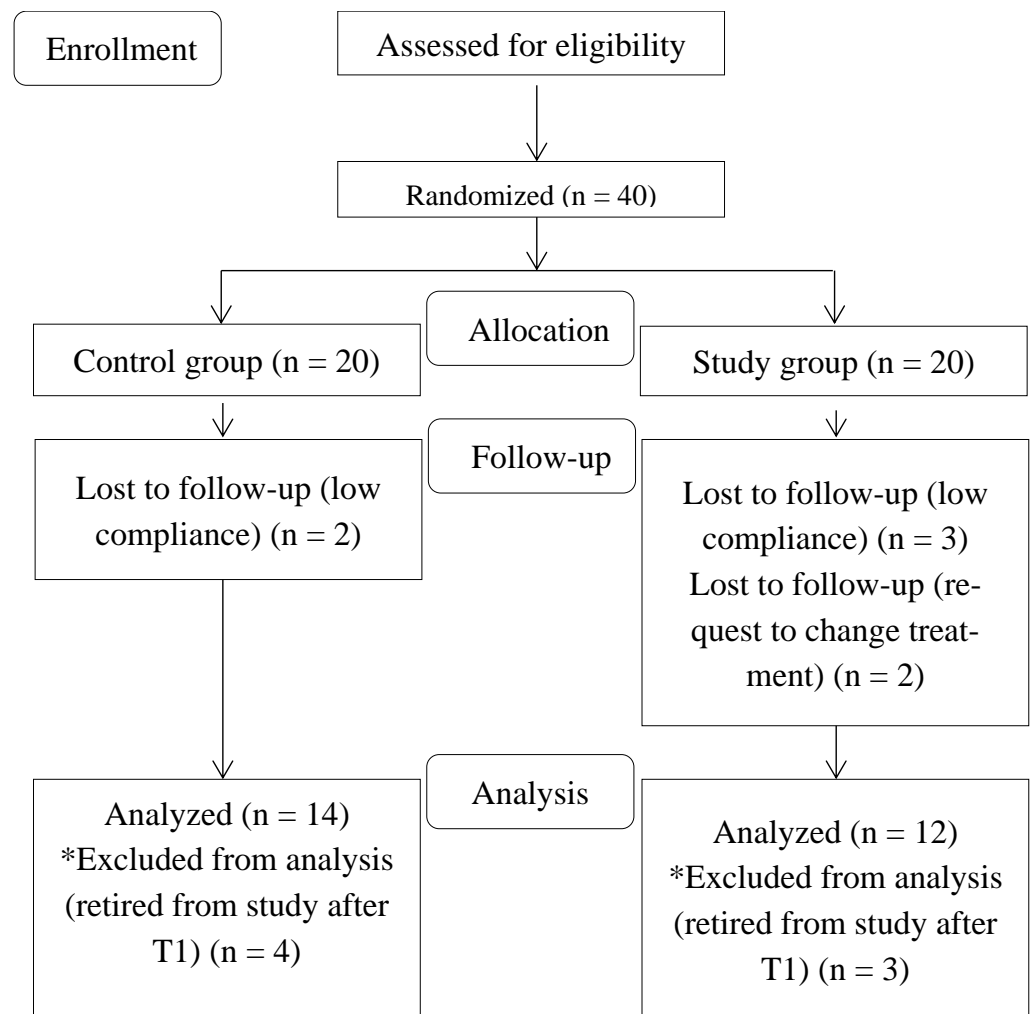 Enrollment
Assessed for eligibility
Randomized (n = 40)
Allocation
Control group (n = 20)
Study group (n = 20)
Follow-up
Lost to follow-up (low
compliance) (n = 2)
Lost to follow-up (low
compliance) (n = 3)
Lost to follow-up (re-
quest to change treat-
ment) (n = 2)
Analysis
Analyzed (n = 14)
*Excluded from analysis
(retired from study after
T1) (n = 4)
Analyzed (n = 12)
*Excluded from analysis
(retired from study after
T1) (n = 3)